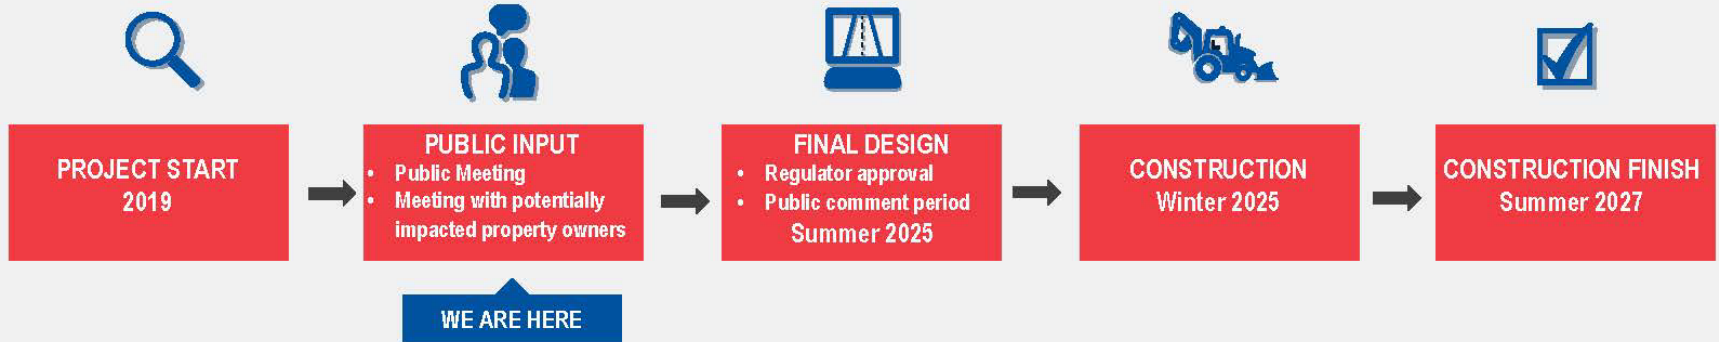 PROJECT START
2019
PUBLIC INPUT
• Public Meeting
• Meeting with potentially
impacted property owners
FINAL DESIGN
• Regulator approval
• Public comment period
Summer 2025
CONSTRUCTION
Winter 2025
CONSTRUCTION FINISH
Summer 2027
WE ARE HERE